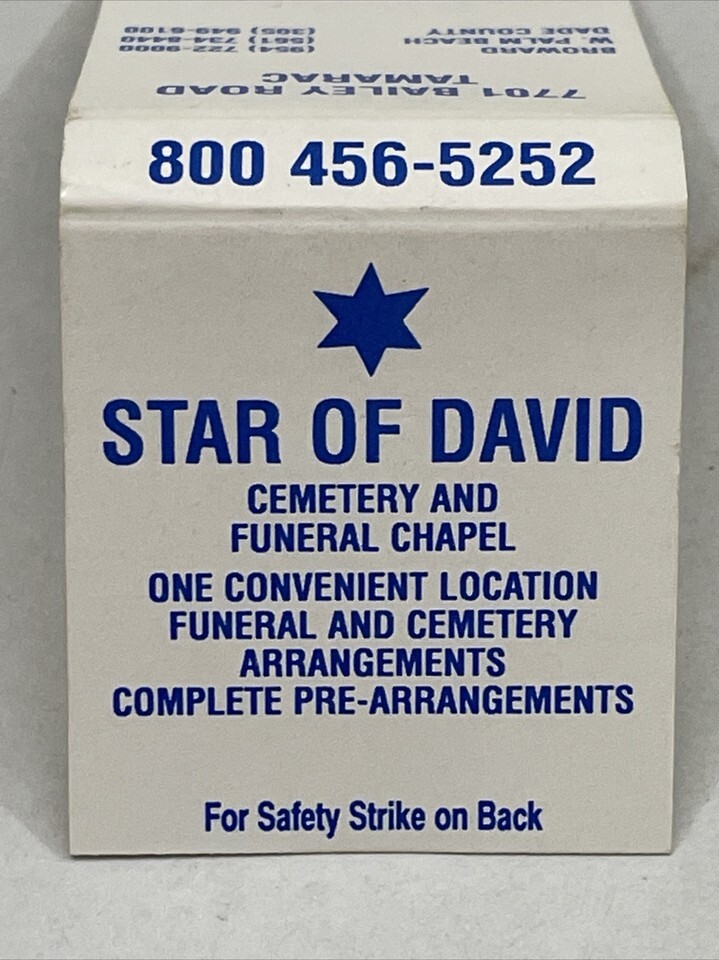 BROWARD (954) 722-9000
W. PALM BEACH (561) 734-8440
DADE COUNTY (305) 949-6100
7701 BAILEY ROAD
TAMARAC
800 456-5252
STAR OF DAVID
CEMETERY AND
FUNERAL CHAPEL
ONE CONVENIENT LOCATION
FUNERAL AND CEMETERY
ARRANGEMENTS
COMPLETE PRE-ARRANGEMENTS
For Safety Strike on Back